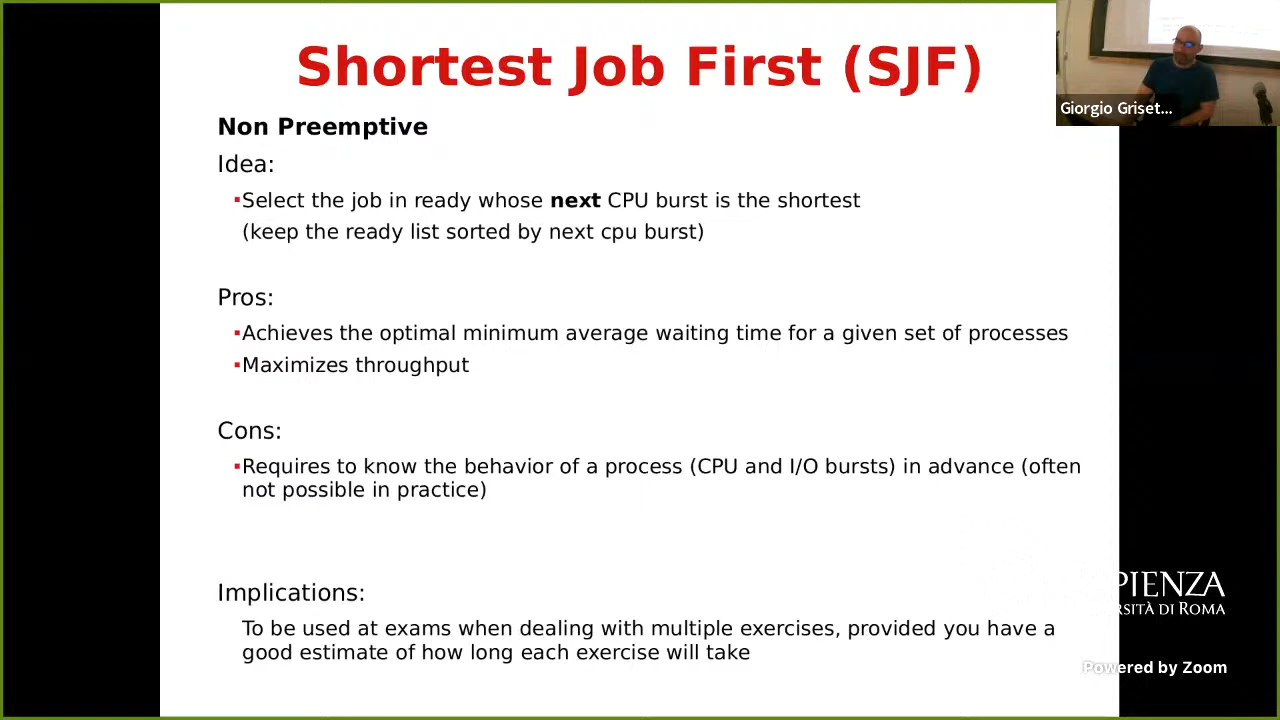 Shortest Job First (SJF)
Giorgio Griset...
Non Preemptive
Idea:
▪Select the job in ready whose next CPU burst is the shortest
(keep the ready list sorted by next cpu burst)
Pros:
▪Achieves the optimal minimum average waiting time for a given set of processes
▪Maximizes throughput
Cons:
▪Requires to know the behavior of a process (CPU and I/O bursts) in advance (often
not possible in practice)
Implications:
To be used at exams when dealing with multiple exercises, provided you have a
good estimate of how long each exercise will take
PIENZA
RSITÀ DI ROMA
Powered by Zoom